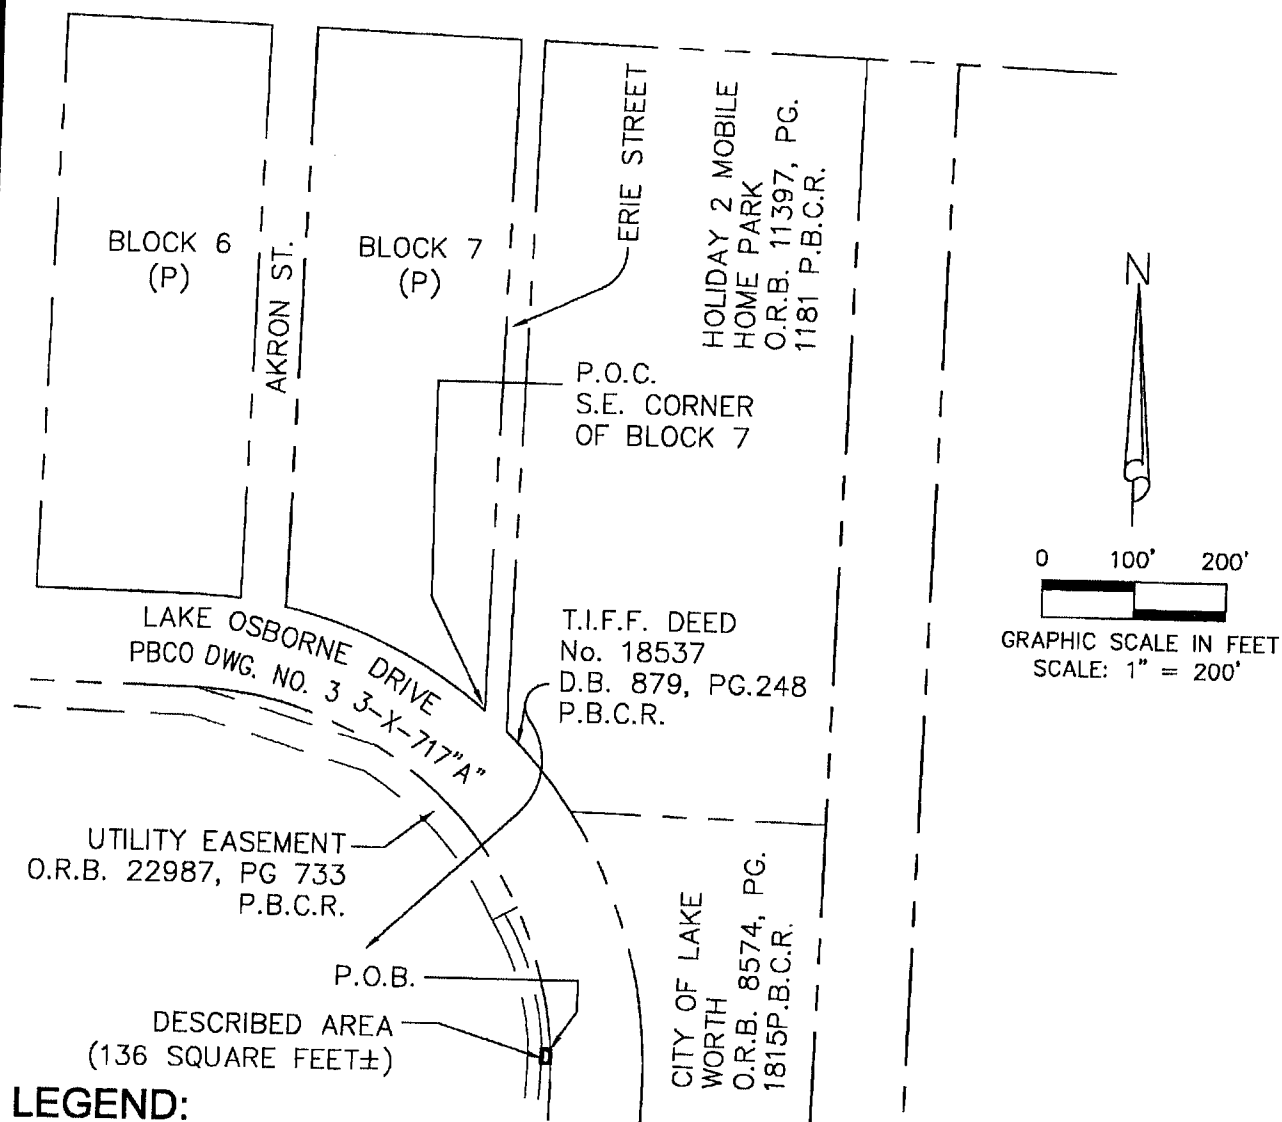 BLOCK 6
(P)
AKRON ST.
BLOCK 7
(P)
ERIE STREET
HOLIDAY 2 MOBILE
HOME PARK
O.R.B. 11397, PG.
1181 P.B.C.R.
N
P.O.C.
S.E. CORNER
OF BLOCK 7
0 100' 200'
GRAPHIC SCALE IN FEET
SCALE: 1" = 200'
LAKE OSBORNE DRIVE
PBCO DWG. NO. 3 3-X-717"A"
T.I.F.F. DEED
No. 18537
D.B. 879, PG.248
P.B.C.R.
UTILITY EASEMENT
O.R.B. 22987, PG 733
P.B.C.R.
CITY OF LAKE
WORTH
O.R.B. 8574, PG.
1815P.B.C.R.
P.O.B.
DESCRIBED AREA
(136 SQUARE FEET±)
LEGEND: